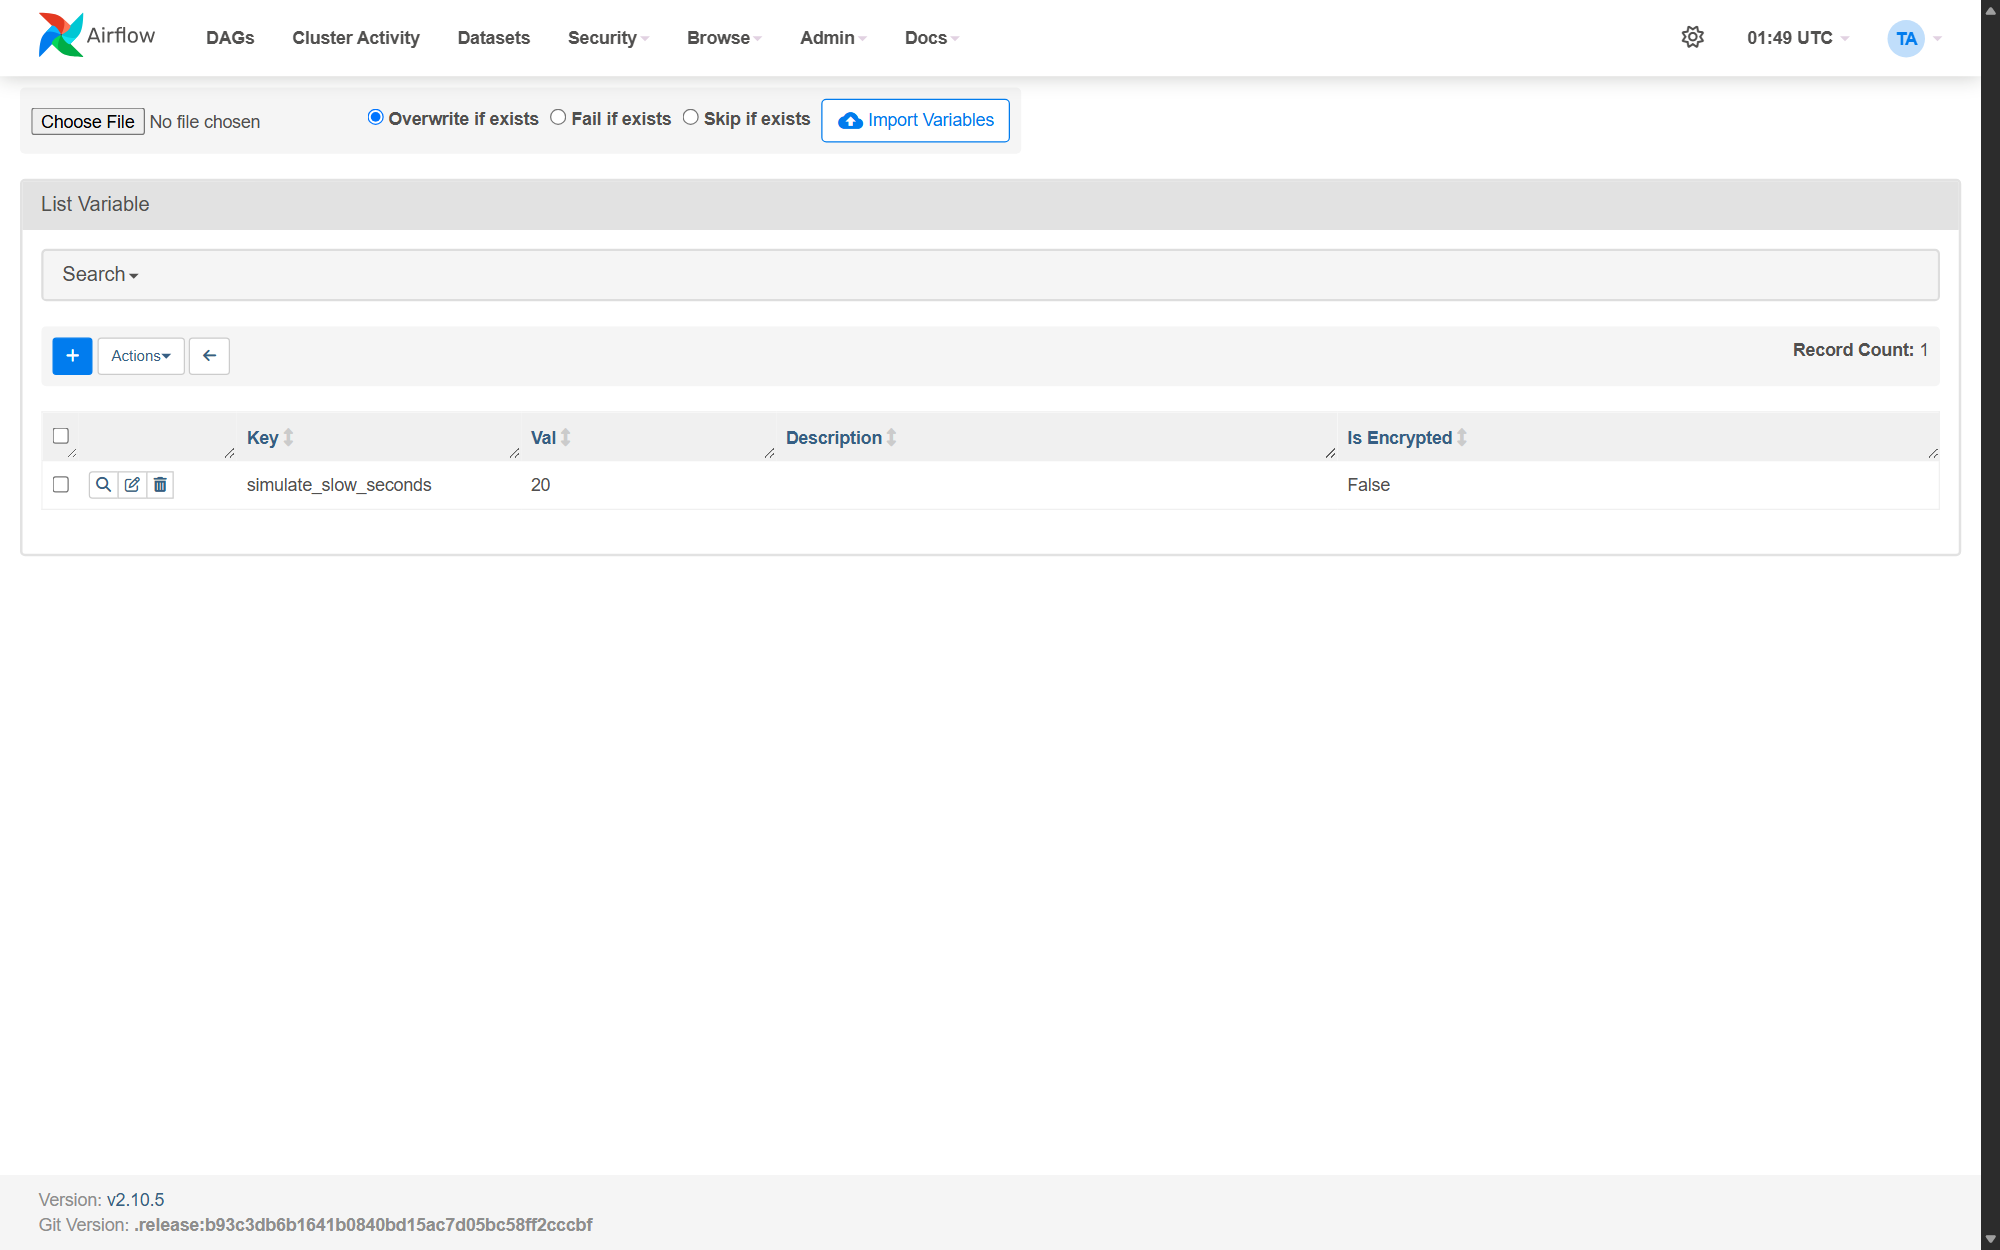 Airflow DAGs Cluster Activity Datasets Security Browse Admin Docs 01:49 UTC TA
Choose File No file chosen Overwrite if exists Fail if exists Skip if exists Import Variables
List Variable
Search
+ Actions Record Count: 1
Key Val Description Is Encrypted
simulate_slow_seconds 20 False
Version: v2.10.5
Git Version: .release:b93c3db6b1641b0840bd15ac7d05bc58ff2cccbf